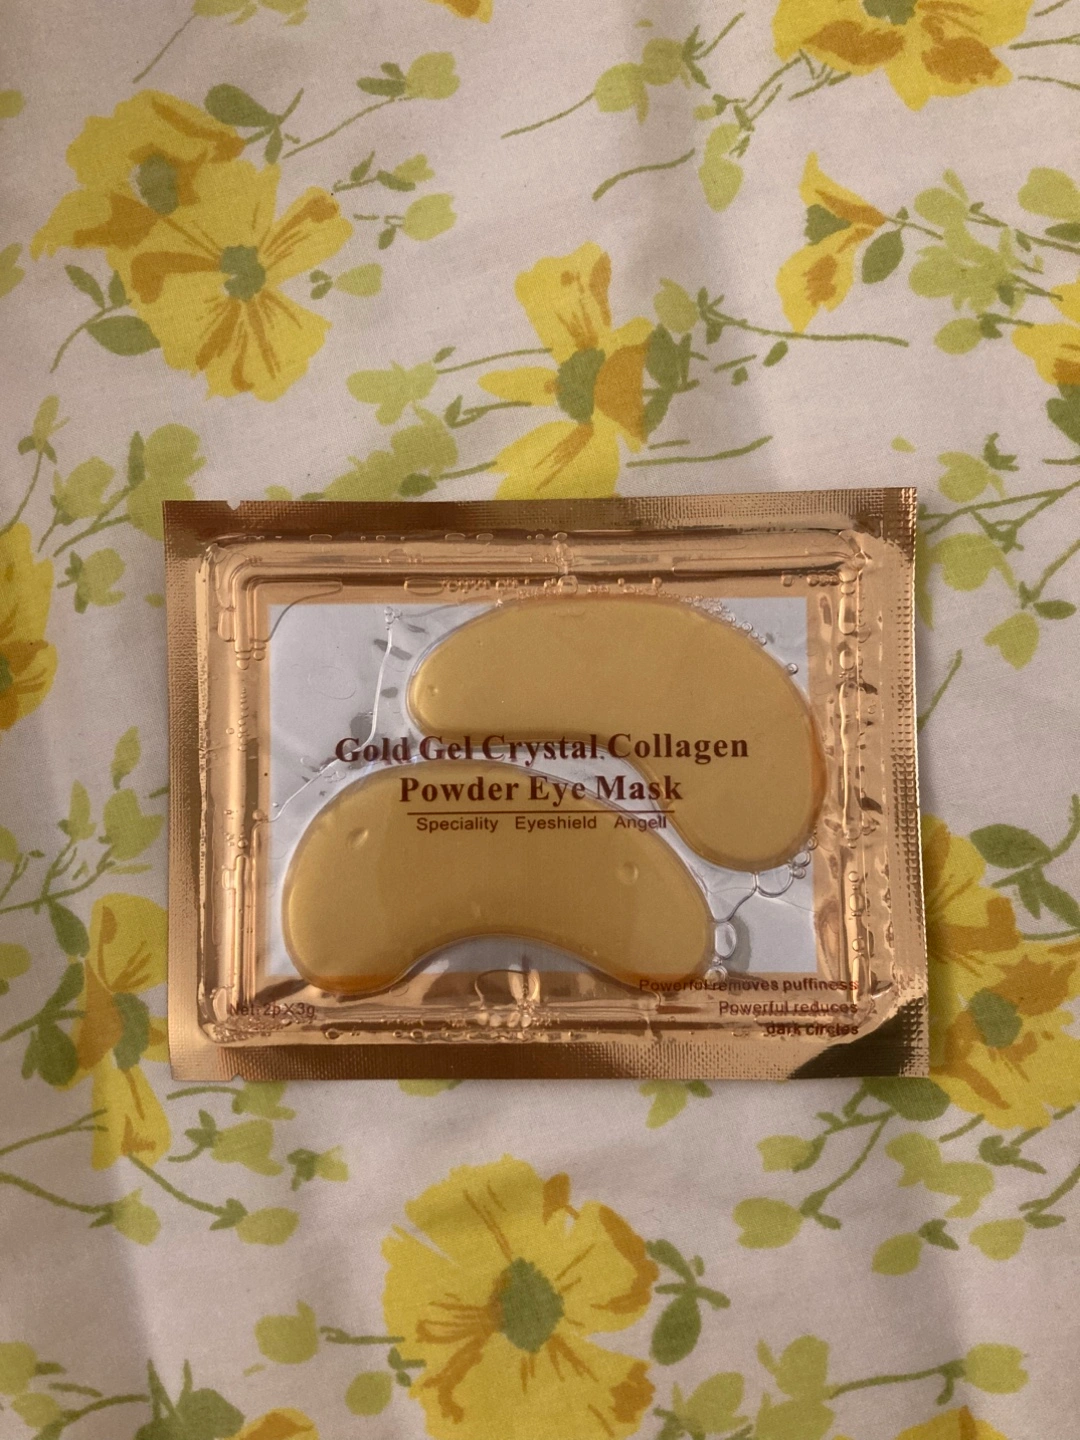 Gold Gel Crystal Collagen
Powder Eye Mask
Speciality Eyeshield Angell
Powerful removes puffiness
Net: 2p×3g
Powerful reduces
dark circles